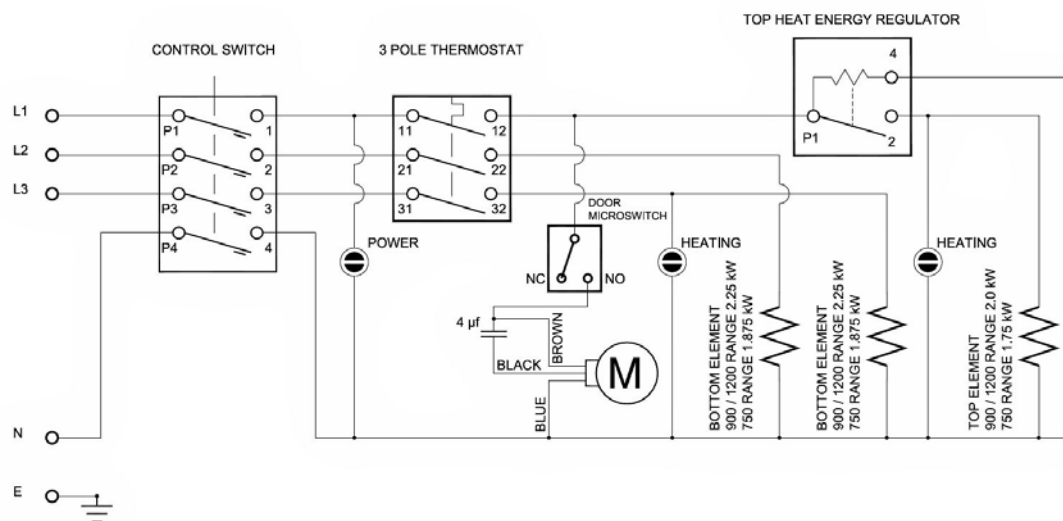 TOP HEAT ENERGY REGULATOR
CONTROL SWITCH
3 POLE THERMOSTAT
4
L1
P1
1
11
12
P1
2
L2
P2
2
21
22
L3
P3
3
31
32
DOOR
MICROSWITCH
P4
4
POWER
HEATING
HEATING
NC
NO
4 µf
BROWN
BLACK
M
BLUE
BOTTOM ELEMENT
900 / 1200 RANGE 2.25 kW
750 RANGE 1.875 kW
BOTTOM ELEMENT
900 / 1200 RANGE 2.25 kW
750 RANGE 1.875 kW
TOP ELEMENT
900 / 1200 RANGE 2.0 kW
750 RANGE 1.75 kW
N
E